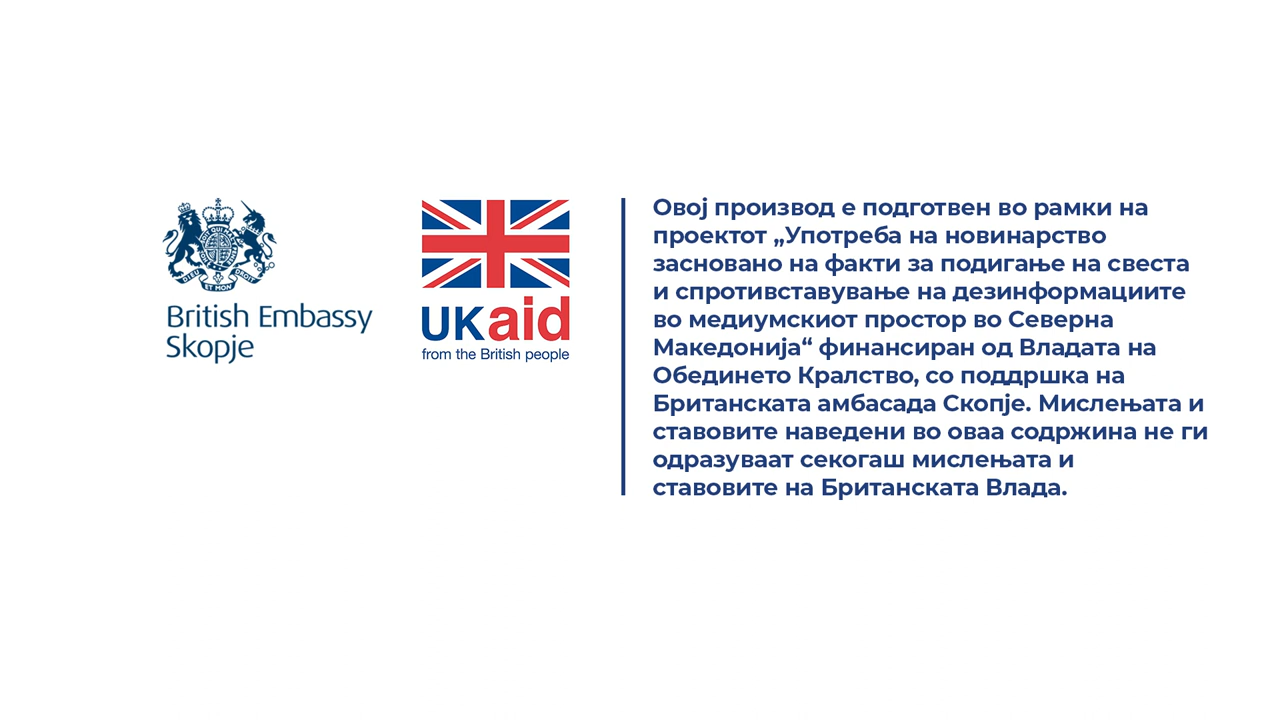 British Embassy
Skopje
UKaid
from the British people
Овој производ е подготвен во рамки на
проектот „Употреба на новинарство
засновано на факти за подигање на свеста
и спротивставување на дезинформациите
во медиумскиот простор во Северна
Македонија“ финансиран од Владата на
Обединето Кралство, со поддршка на
Британската амбасада Скопје. Мислењата и
ставовите наведени во оваа содржина не ги
одразуваат секогаш мислењата и
ставовите на Британската Влада.